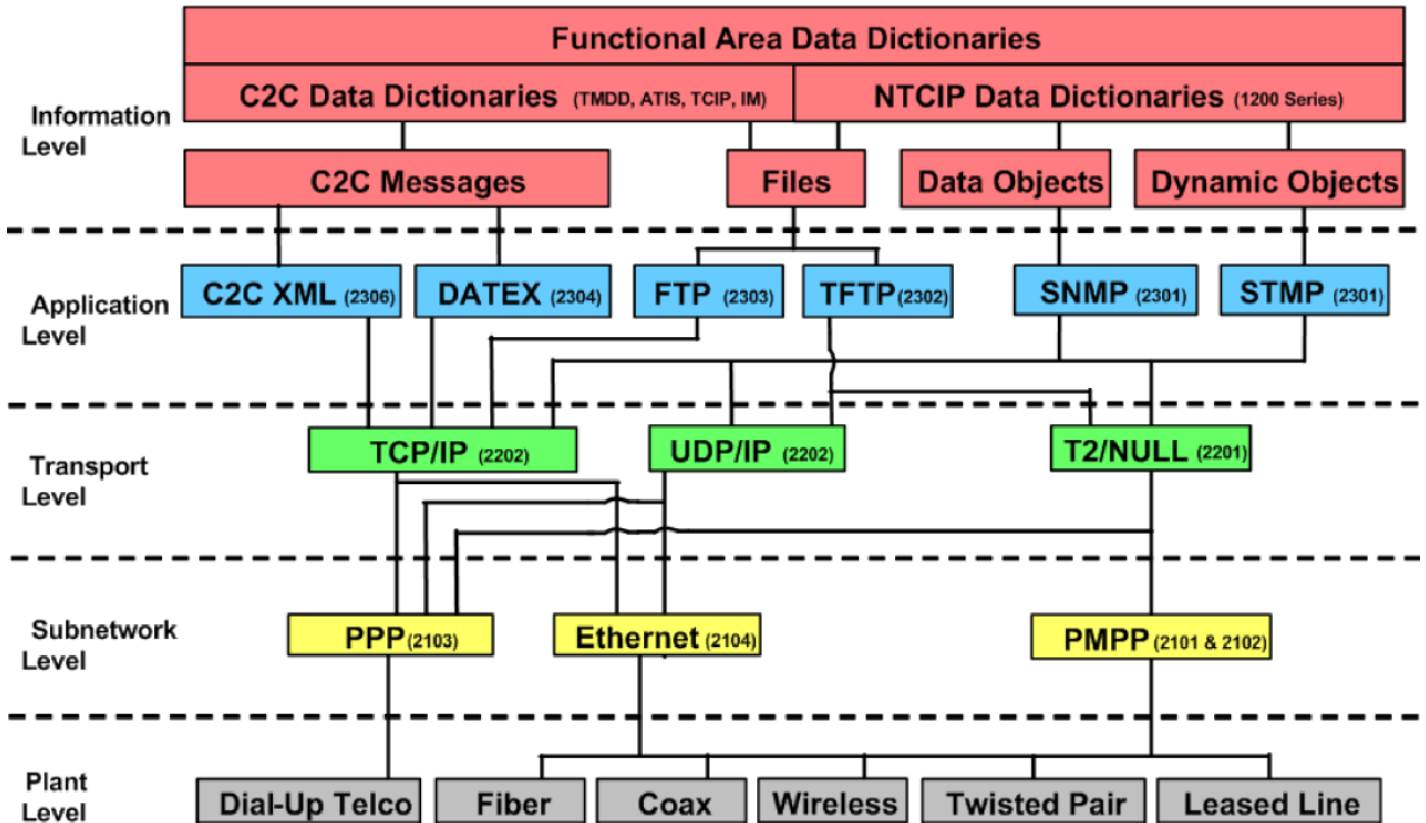 Functional Area Data Dictionaries
C2C Data Dictionaries (TMDD, ATIS, TCIP, IM)
NTCIP Data Dictionaries (1200 Series)
Information
Level
C2C Messages
Files
Data Objects
Dynamic Objects
Application
Level
C2C XML (2306)
DATEX (2304)
FTP (2303)
TFTP (2302)
SNMP (2301)
STMP (2301)
Transport
Level
TCP/IP (2202)
UDP/IP (2202)
T2/NULL (2201)
Subnetwork
Level
PPP (2103)
Ethernet (2104)
PMPP (2101 & 2102)
Plant
Level
Dial-Up Telco
Fiber
Coax
Wireless
Twisted Pair
Leased Line